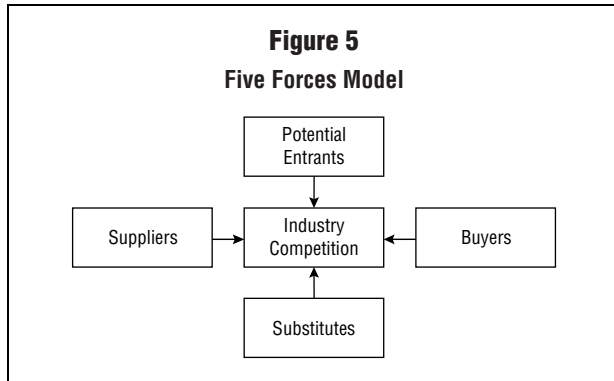 Figure 5
Five Forces Model
Potential
Entrants
Suppliers
Industry
Competition
Buyers
Substitutes